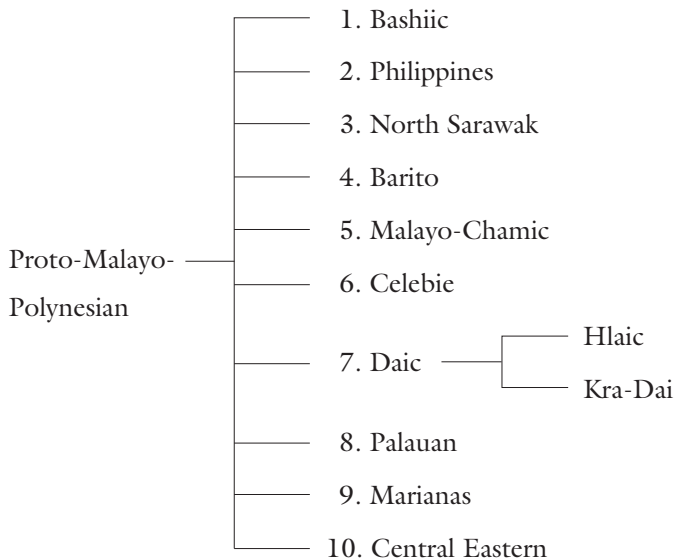 1. Bashiic
2. Philippines
3. North Sarawak
4. Barito
5. Malayo-Chamic
Proto-Malayo-
Polynesian
6. Celebie
7. Daic
Hlaic
Kra-Dai
8. Palauan
9. Marianas
10. Central Eastern